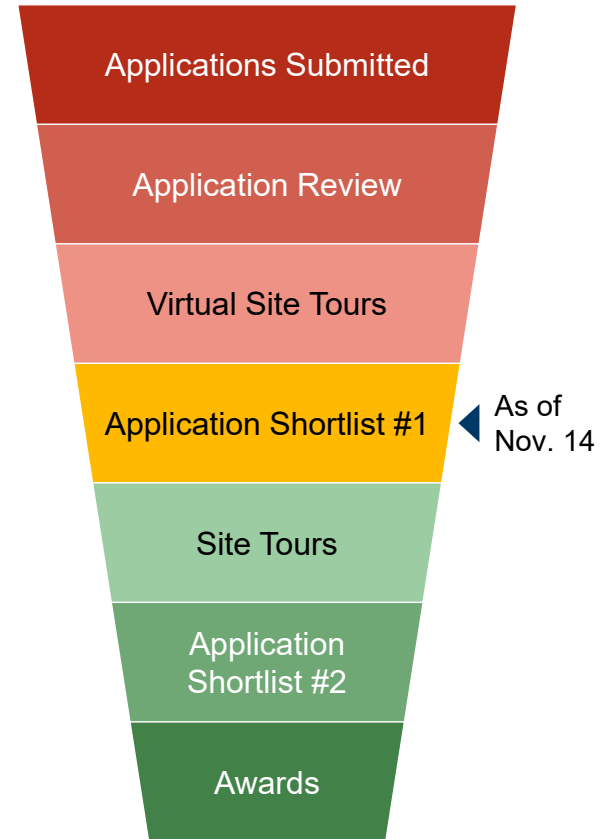 Applications Submitted
Application Review
Virtual Site Tours
Application Shortlist #1
As of
Nov. 14
Site Tours
Application
Shortlist #2
Awards